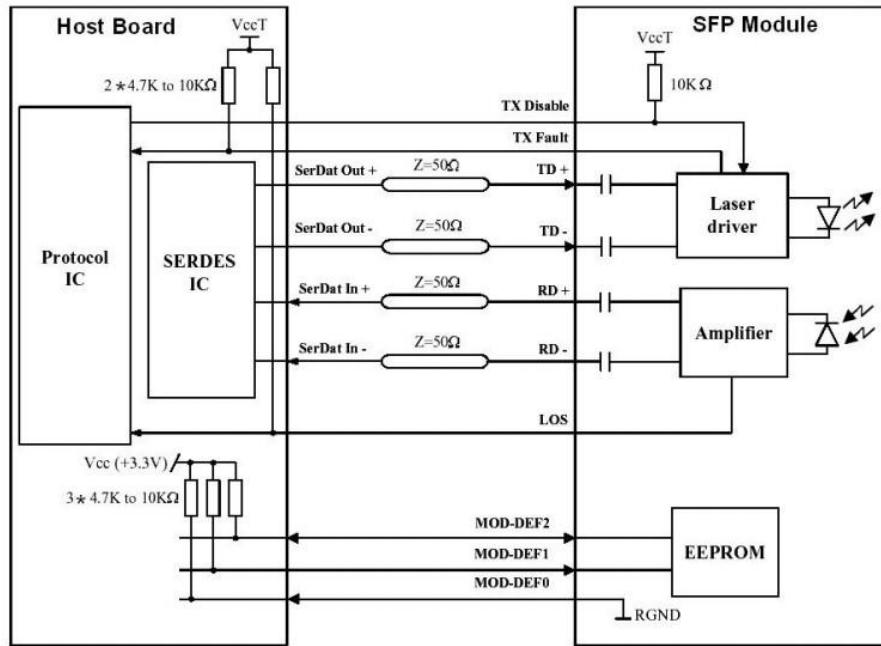 Host Board
SFP Module
VccT
VccT
2*4.7K to 10KΩ
10KΩ
TX Disable
TX Fault
SerDat Out +
Z=50Ω
TD +
SerDat Out -
Z=50Ω
TD -
Laser
driver
Protocol
IC
SERDES
IC
SerDat In +
Z=50Ω
RD +
Amplifier
SerDat In -
Z=50Ω
RD -
LOS
Vcc (+3.3V)
3*4.7K to 10KΩ
MOD-DEF2
MOD-DEF1
MOD-DEF0
EEPROM
RGND